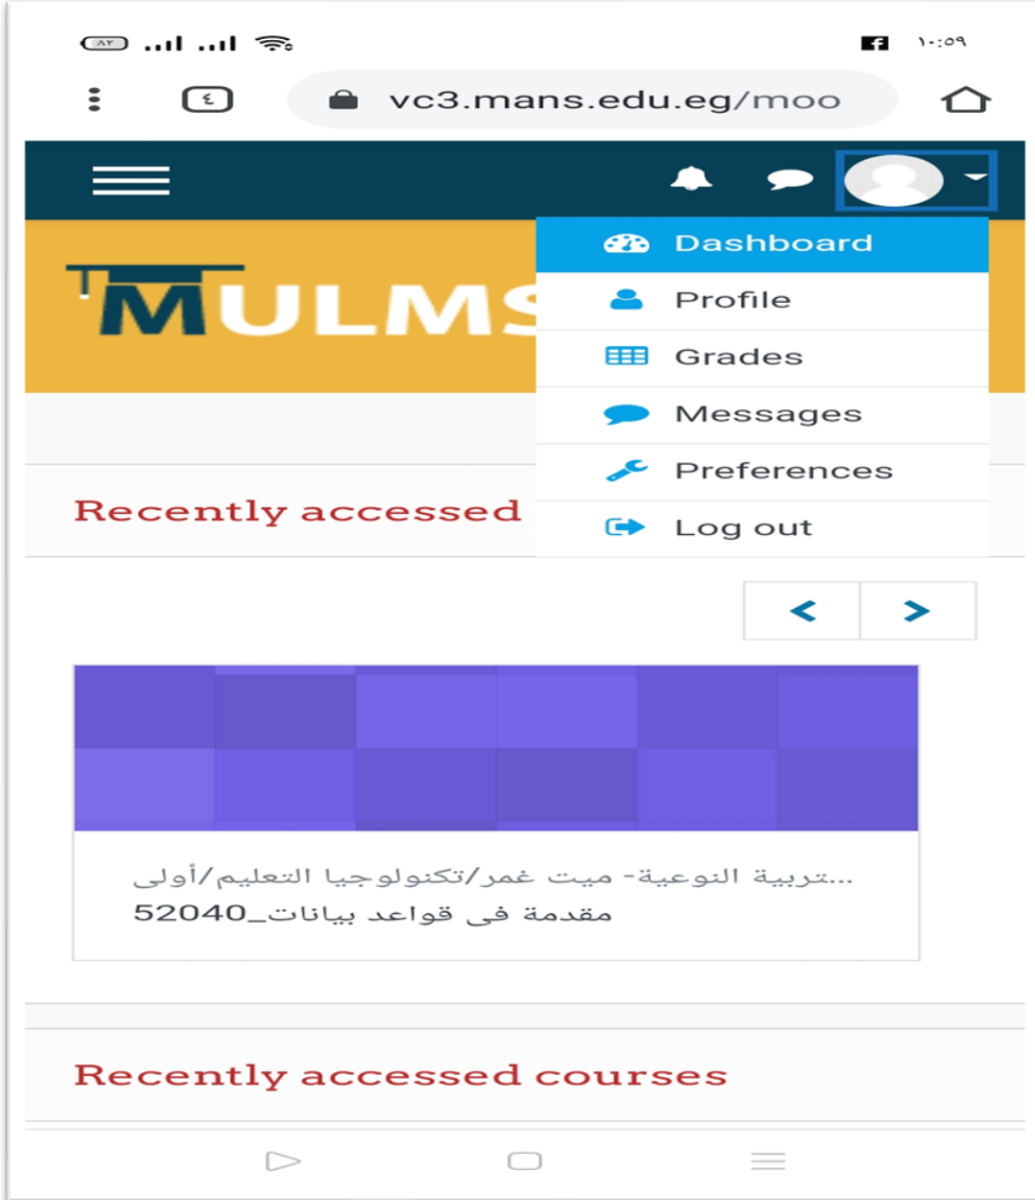 ٨٢
١٠:٥٩
٤
vc3.mans.edu.eg/moo
MULMS
Dashboard
Profile
Grades
Messages
Preferences
Log out
Recently accessed
...تربية النوعية- ميت غمر/تكنولوجيا التعليم/أولى
مقدمة فى قواعد بيانات_52040
Recently accessed courses